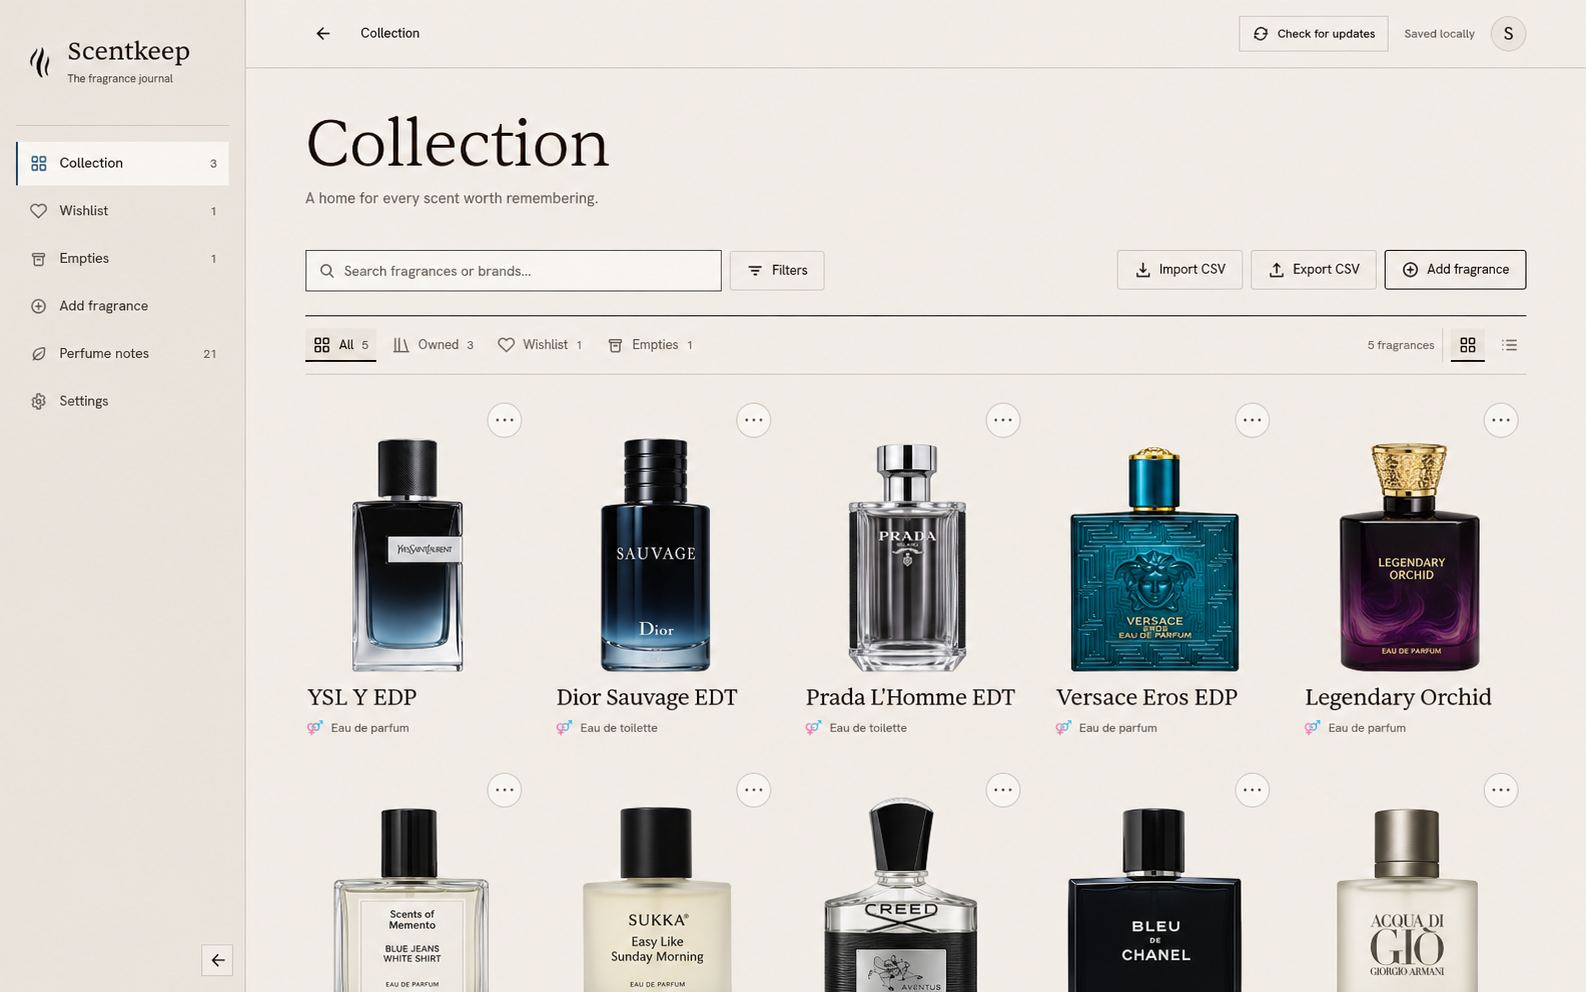 Scentkeep
The fragrance journal
Collection 3
Wishlist 1
Empties 1
Add fragrance
Perfume notes 21
Settings
Collection
Check for updates
Saved locally
S
Collection
A home for every scent worth remembering.
Search fragrances or brands...
Filters
Import CSV
Export CSV
Add fragrance
All 5
Owned 3
Wishlist 1
Empties 1
5 fragrances
YVESSAINTLAURENT
SAUVAGE
Dior
PRADA
VERSACE
EROS
EAU DE PARFUM
LEGENDARY
ORCHID
EAU DE PARFUM
YSL Y EDP
Eau de parfum
Dior Sauvage EDT
Eau de toilette
Prada L'Homme EDT
Eau de toilette
Versace Eros EDP
Eau de parfum
Legendary Orchid
Eau de parfum
Scents of
Memento
BLUE JEANS
WHITE SHIRT
EAU DE PARFUM
SUKKA®
Easy Like
Sunday Morning
EAU DE PARFUM
CREED
AVENTUS
BLEU
DE
CHANEL
ACQUA DI
GIÒ
GIORGIO ARMANI